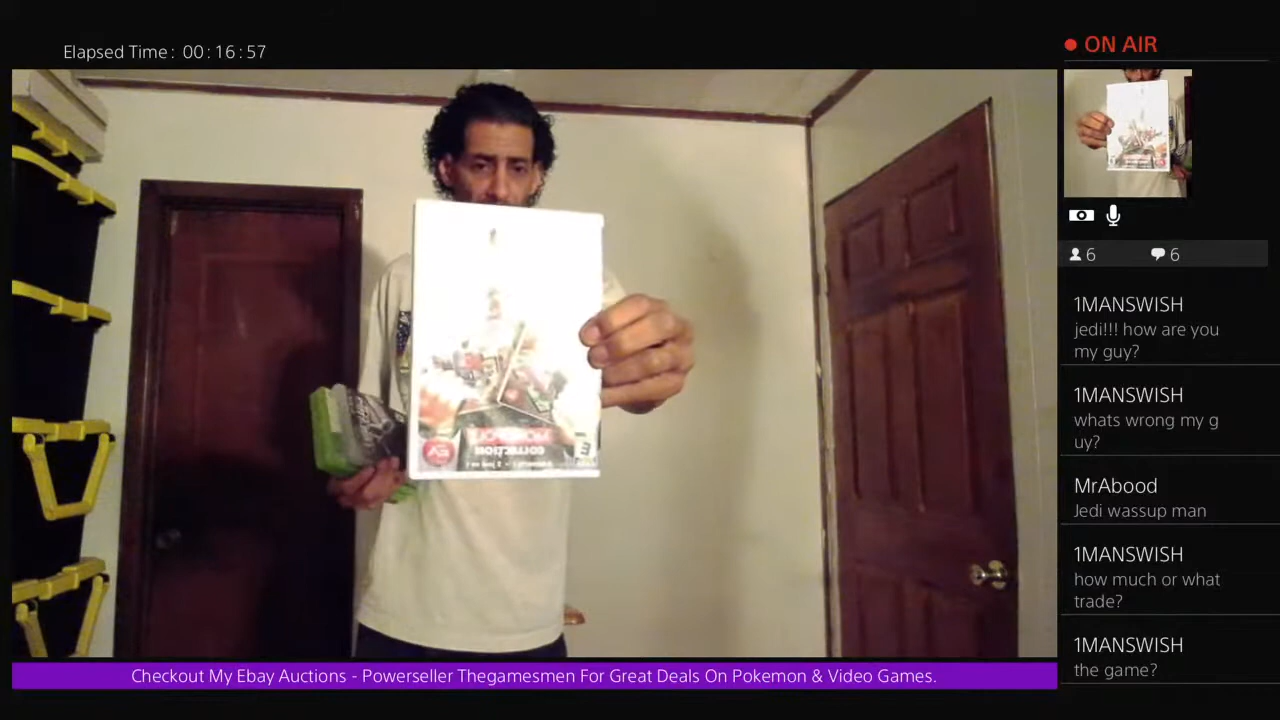 Elapsed Time: 00:16:57
ON AIR
6
6
1MANSWISH
jedi!!! how are you
my guy?
1MANSWISH
whats wrong my g
uy?
MrAbood
Jedi wassup man
1MANSWISH
how much or what
trade?
1MANSWISH
the game?
Checkout My Ebay Auctions - Powerseller Thegamesmen For Great Deals On Pokemon & Video Games.